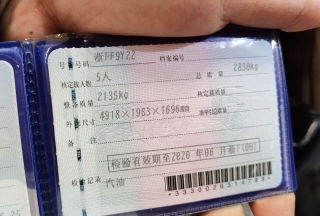 号牌号码 浙FF9Y22 档案编号
核定载人数 5人 总质量 2830kg
整备质量 2135kg 核定载质量
外廓尺寸 4918×1983×1696mm 准牵引总质量
备注
检验有效期至2020年06月浙F(00)
检验记录 汽油